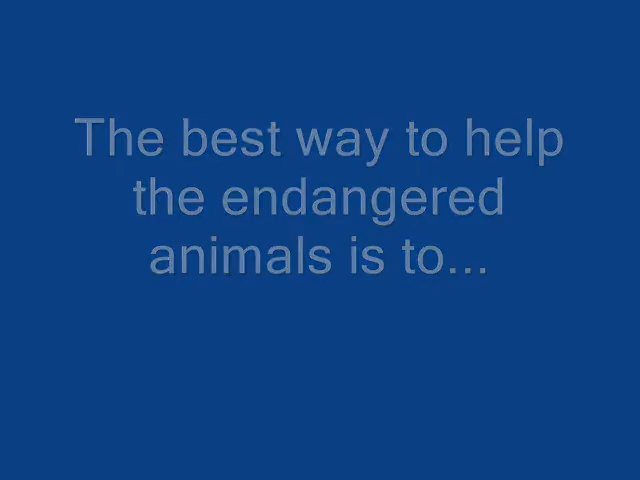 The best way to help
the endangered
animals is to...